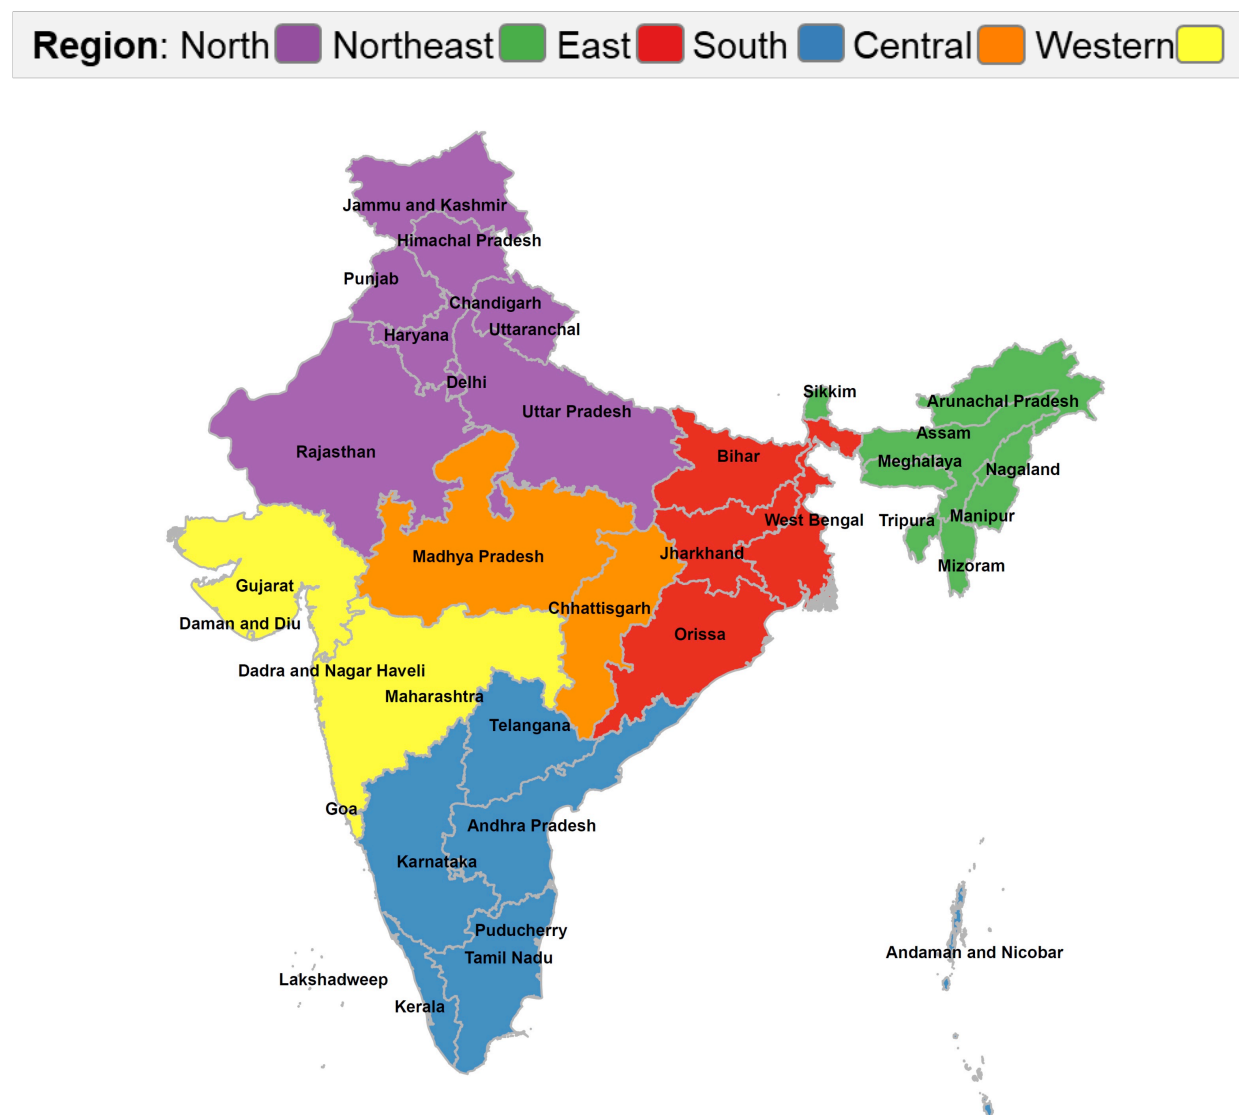 Region: North Northeast East South Central Western
Jammu and Kashmir
Himachal Pradesh
Punjab
Chandigarh
Uttaranchal
Haryana
Delhi
Sikkim
Arunachal Pradesh
Uttar Pradesh
Assam
Rajasthan
Bihar
Meghalaya
Nagaland
West Bengal
Tripura
Manipur
Madhya Pradesh
Jharkhand
Mizoram
Gujarat
Chhattisgarh
Daman and Diu
Orissa
Dadra and Nagar Haveli
Maharashtra
Telangana
Goa
Andhra Pradesh
Karnataka
Puducherry
Tamil Nadu
Andaman and Nicobar
Lakshadweep
Kerala